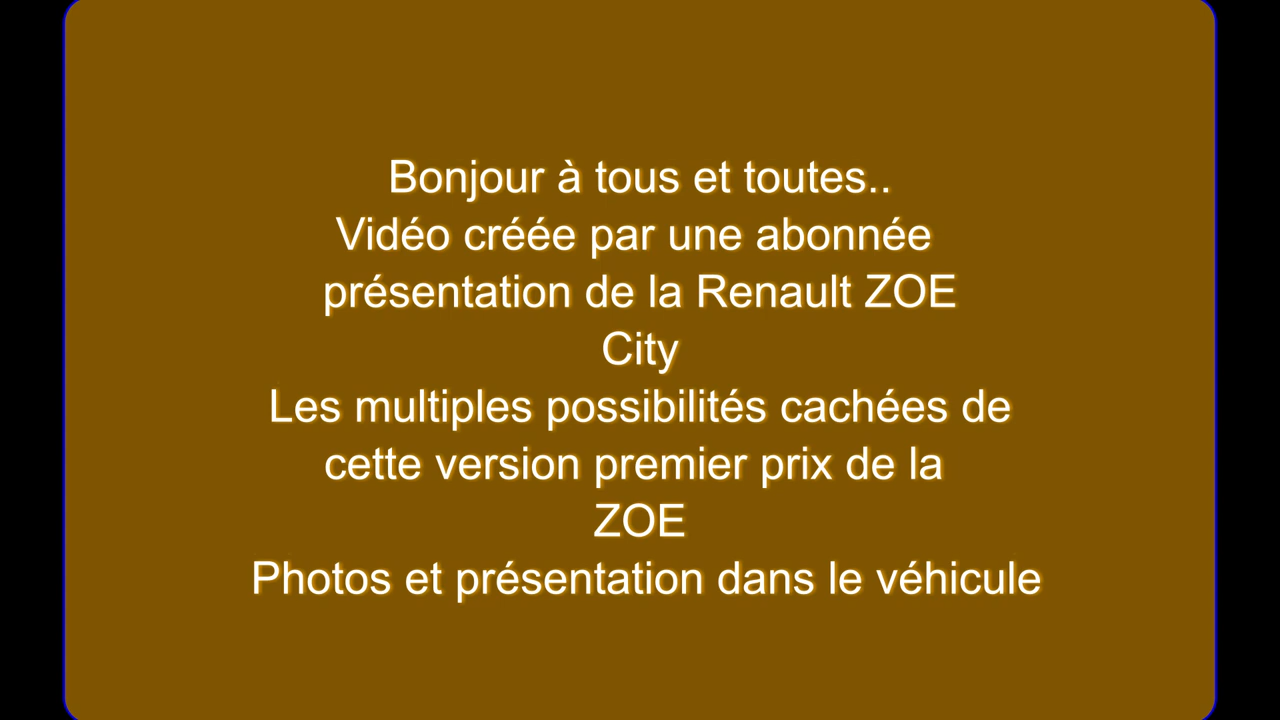 Bonjour à tous et toutes..
Vidéo créée par une abonnée
présentation de la Renault ZOE
City
Les multiples possibilités cachées de
cette version premier prix de la
ZOE
Photos et présentation dans le véhicule